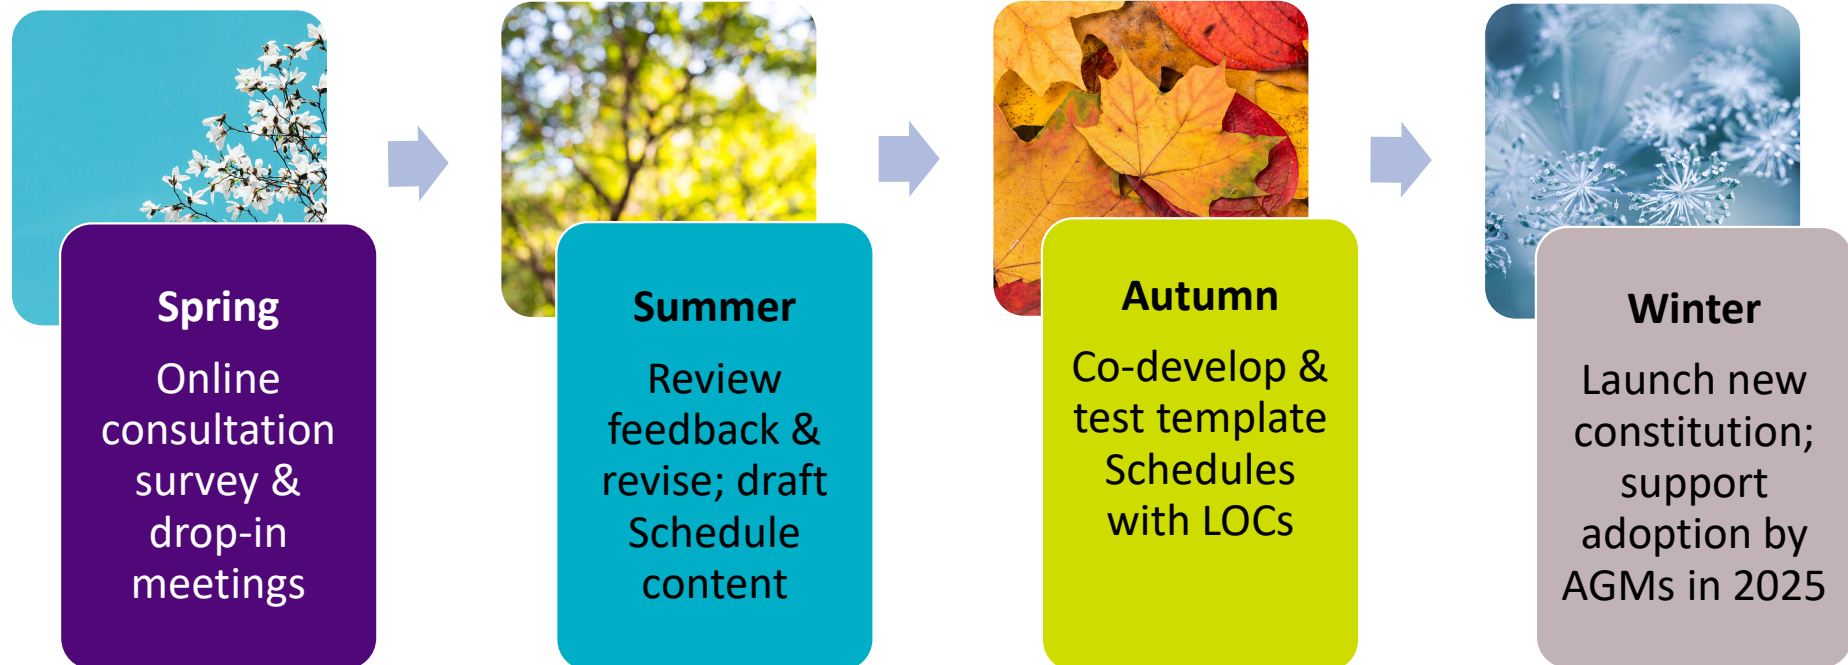 Spring
Online
consultation
survey &
drop-in
meetings
Summer
Review
feedback &
revise; draft
Schedule
content
Autumn
Co-develop &
test template
Schedules
with LOCs
Winter
Launch new
constitution;
support
adoption by
AGMs in 2025